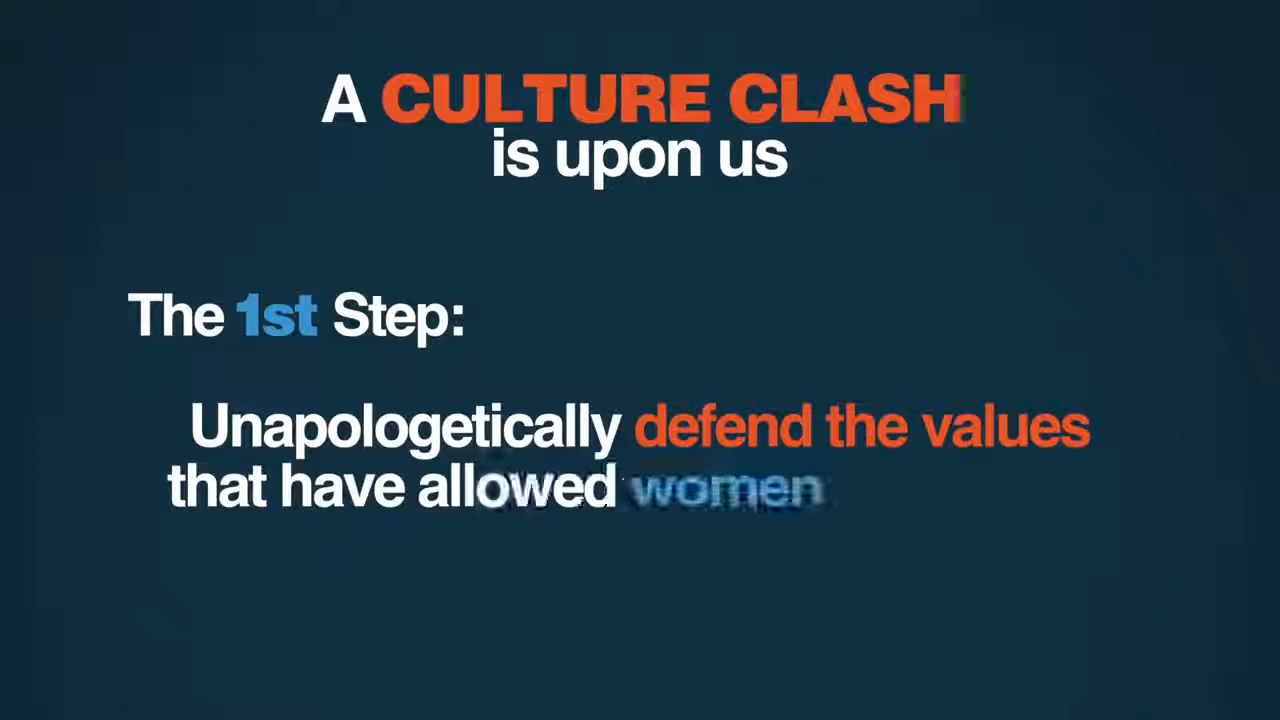 A CULTURE CLASH
is upon us
The 1st Step:
Unapologetically defend the values
that have allowed women